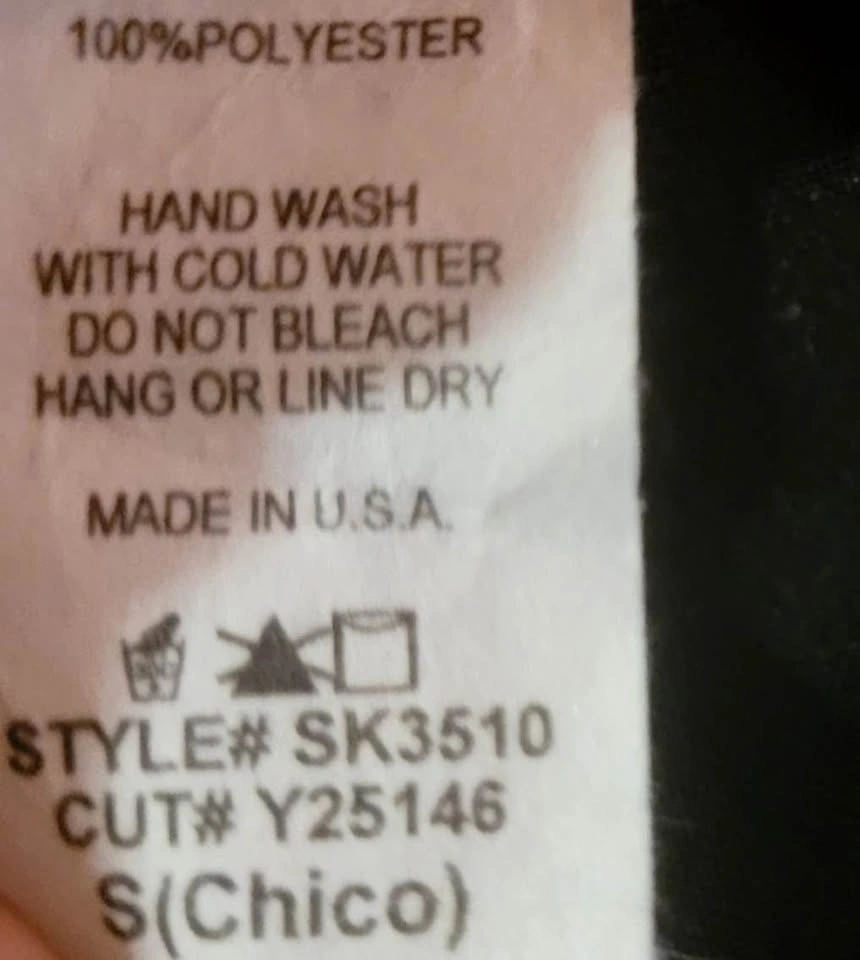 100%POLYESTER
HAND WASH
WITH COLD WATER
DO NOT BLEACH
HANG OR LINE DRY
MADE IN U.S.A.
STYLE# SK3510
CUT# Y25146
S(Chico)